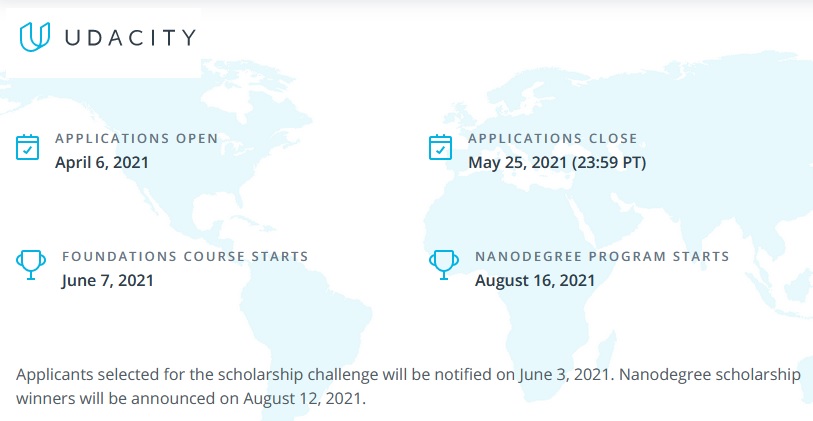 UDACITY
APPLICATIONS OPEN
April 6, 2021
APPLICATIONS CLOSE
May 25, 2021 (23:59 PT)
FOUNDATIONS COURSE STARTS
June 7, 2021
NANODEGREE PROGRAM STARTS
August 16, 2021
Applicants selected for the scholarship challenge will be notified on June 3, 2021. Nanodegree scholarship
winners will be announced on August 12, 2021.